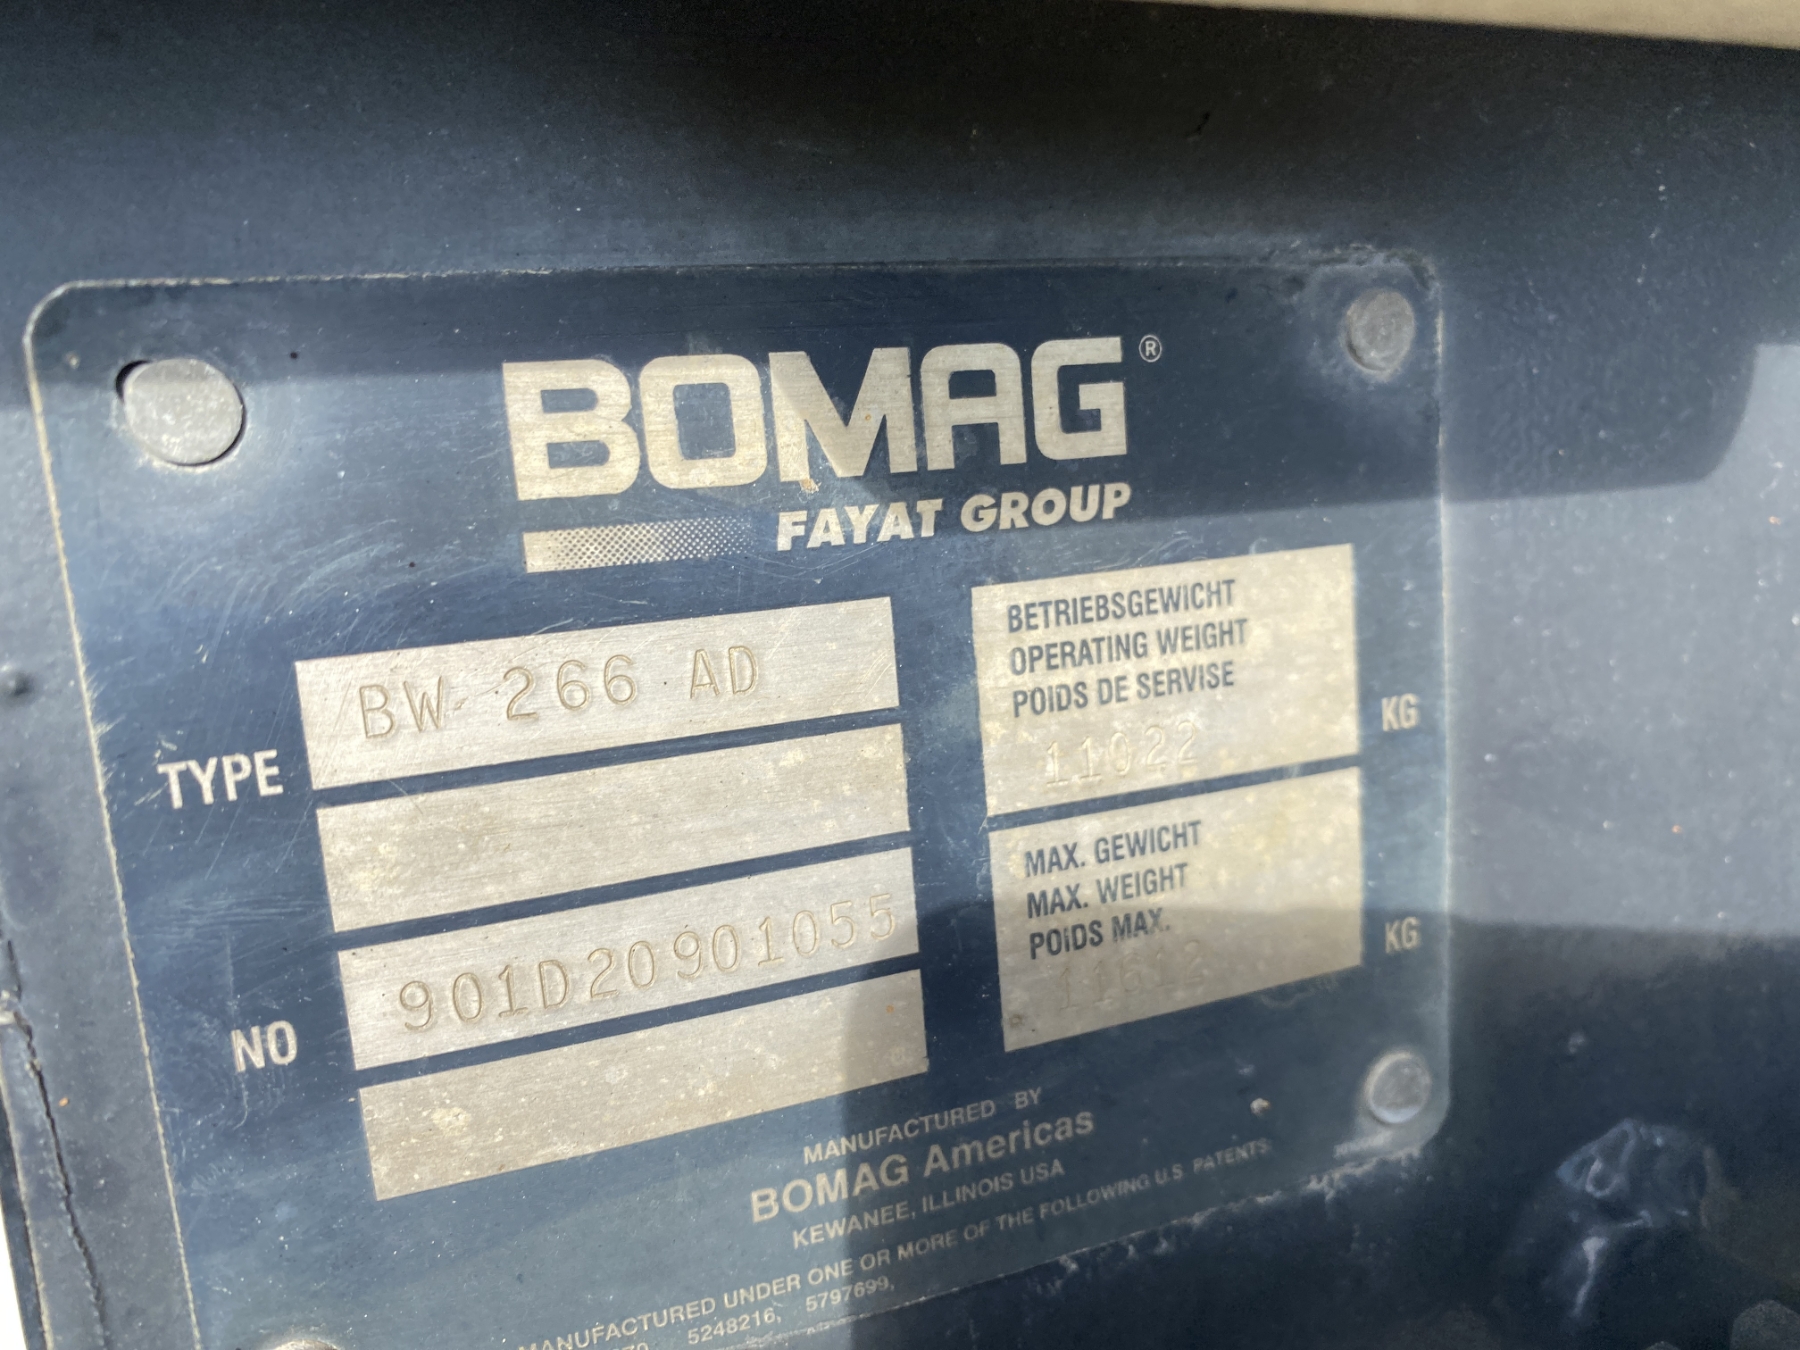 BOMAG®
FAYAT GROUP
TYPE BW 266 AD
NO 901D20901055
BETRIEBSGEWICHT
OPERATING WEIGHT
POIDS DE SERVISE
11022 KG
MAX. GEWICHT
MAX. WEIGHT
POIDS MAX.
11612 KG
MANUFACTURED BY
BOMAG Americas
KEWANEE, ILLINOIS USA
MANUFACTURED UNDER ONE OR MORE OF THE FOLLOWING U.S PATENTS:
5248216, 5797699,